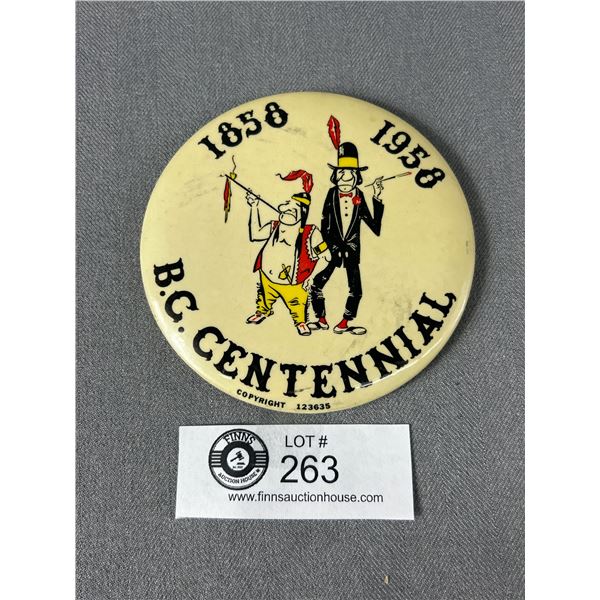 1858 1958
B.C. CENTENNIAL
COPYRIGHT 123635
FINNS
AUCTION HOUSE
LOT #
263
www.finnsauctionhouse.com